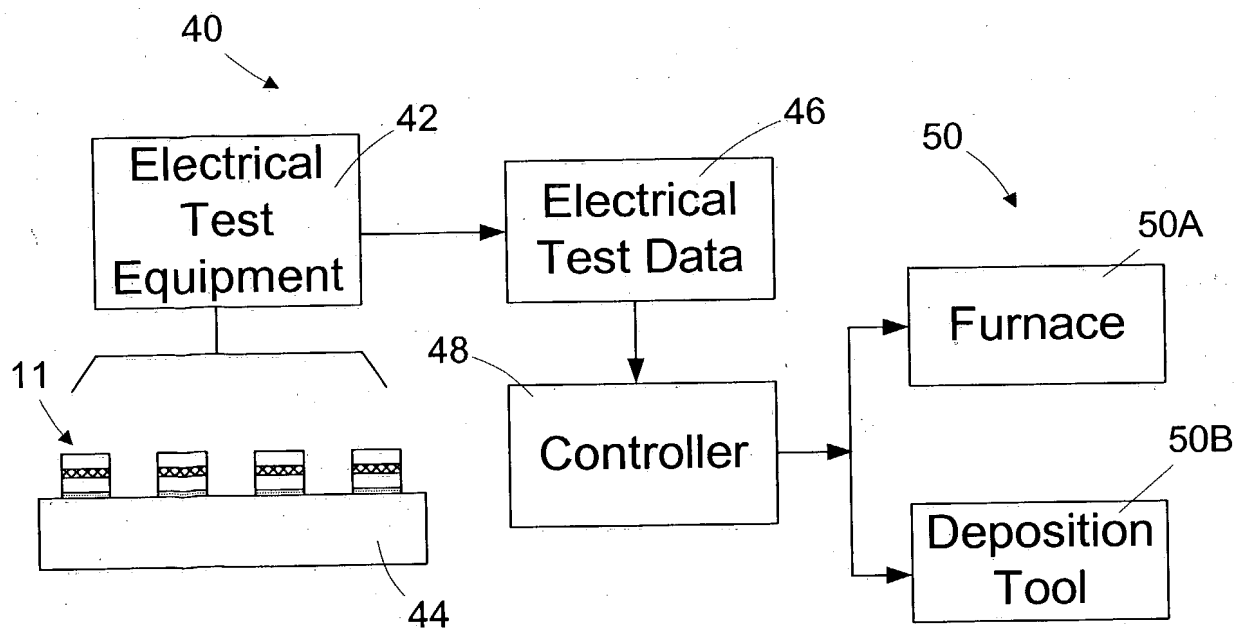 40
42
Electrical
Test
Equipment
46
Electrical
Test Data
50
50A
Furnace
11
48
Controller
50B
Deposition
Tool
44